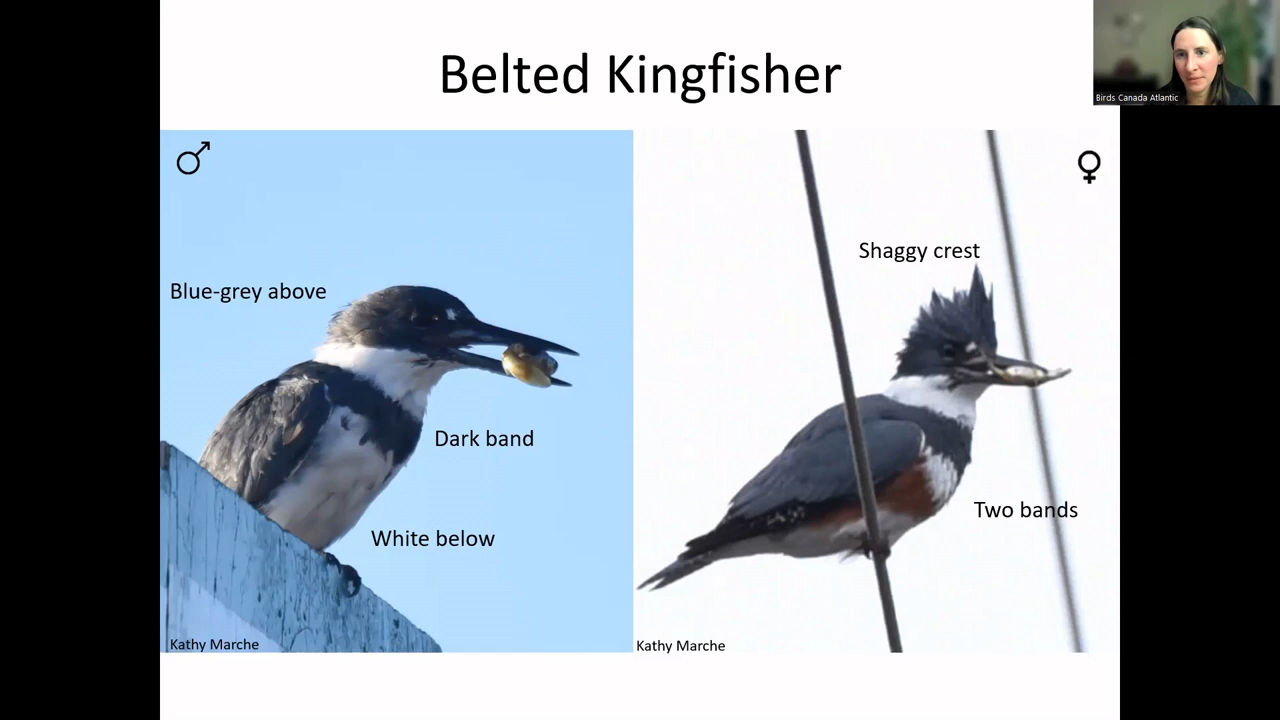 Belted Kingfisher
Birds Canada Atlantic
♂
♀
Shaggy crest
Blue-grey above
Dark band
Two bands
White below
Kathy Marche
Kathy Marche